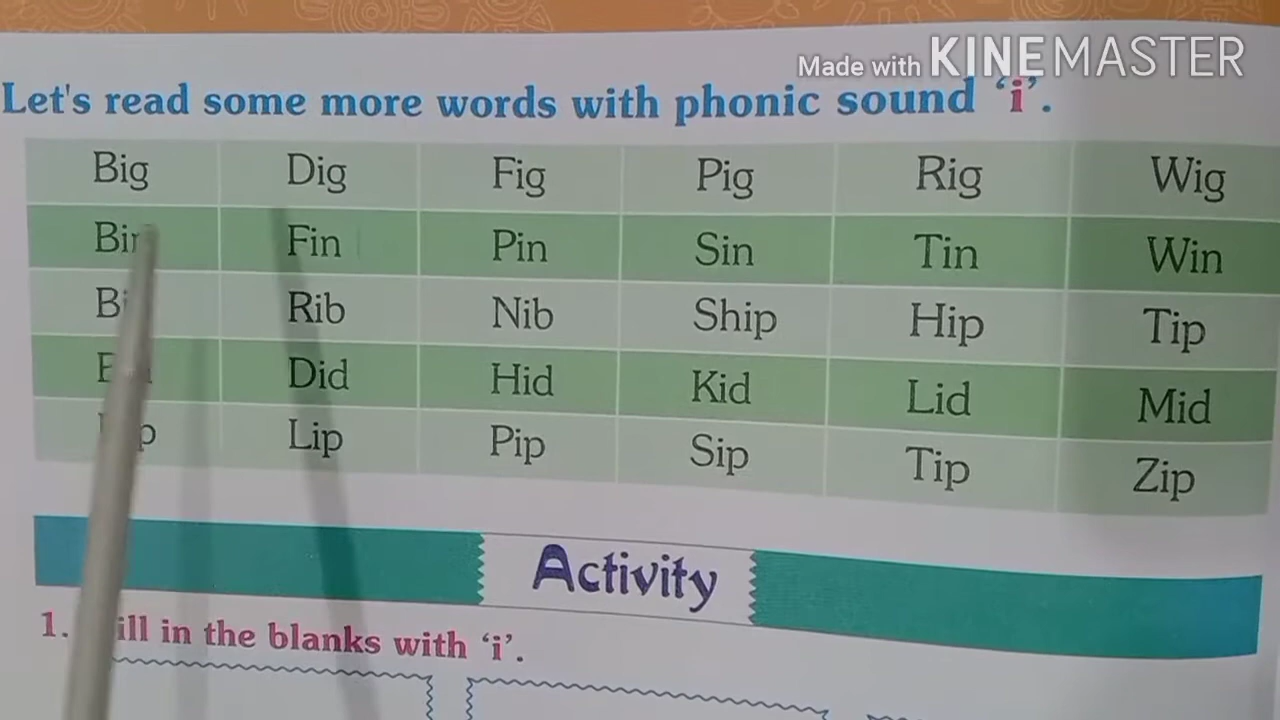 Made with KINEMASTER
Let's read some more words with phonic sound 'i'.
Big Dig Fig Pig Rig Wig
Bin Fin Pin Sin Tin Win
Rib Nib Ship Hip Tip
Did Hid Kid Lid Mid
Lip Pip Sip Tip Zip
Activity
1. Fill in the blanks with 'i'.